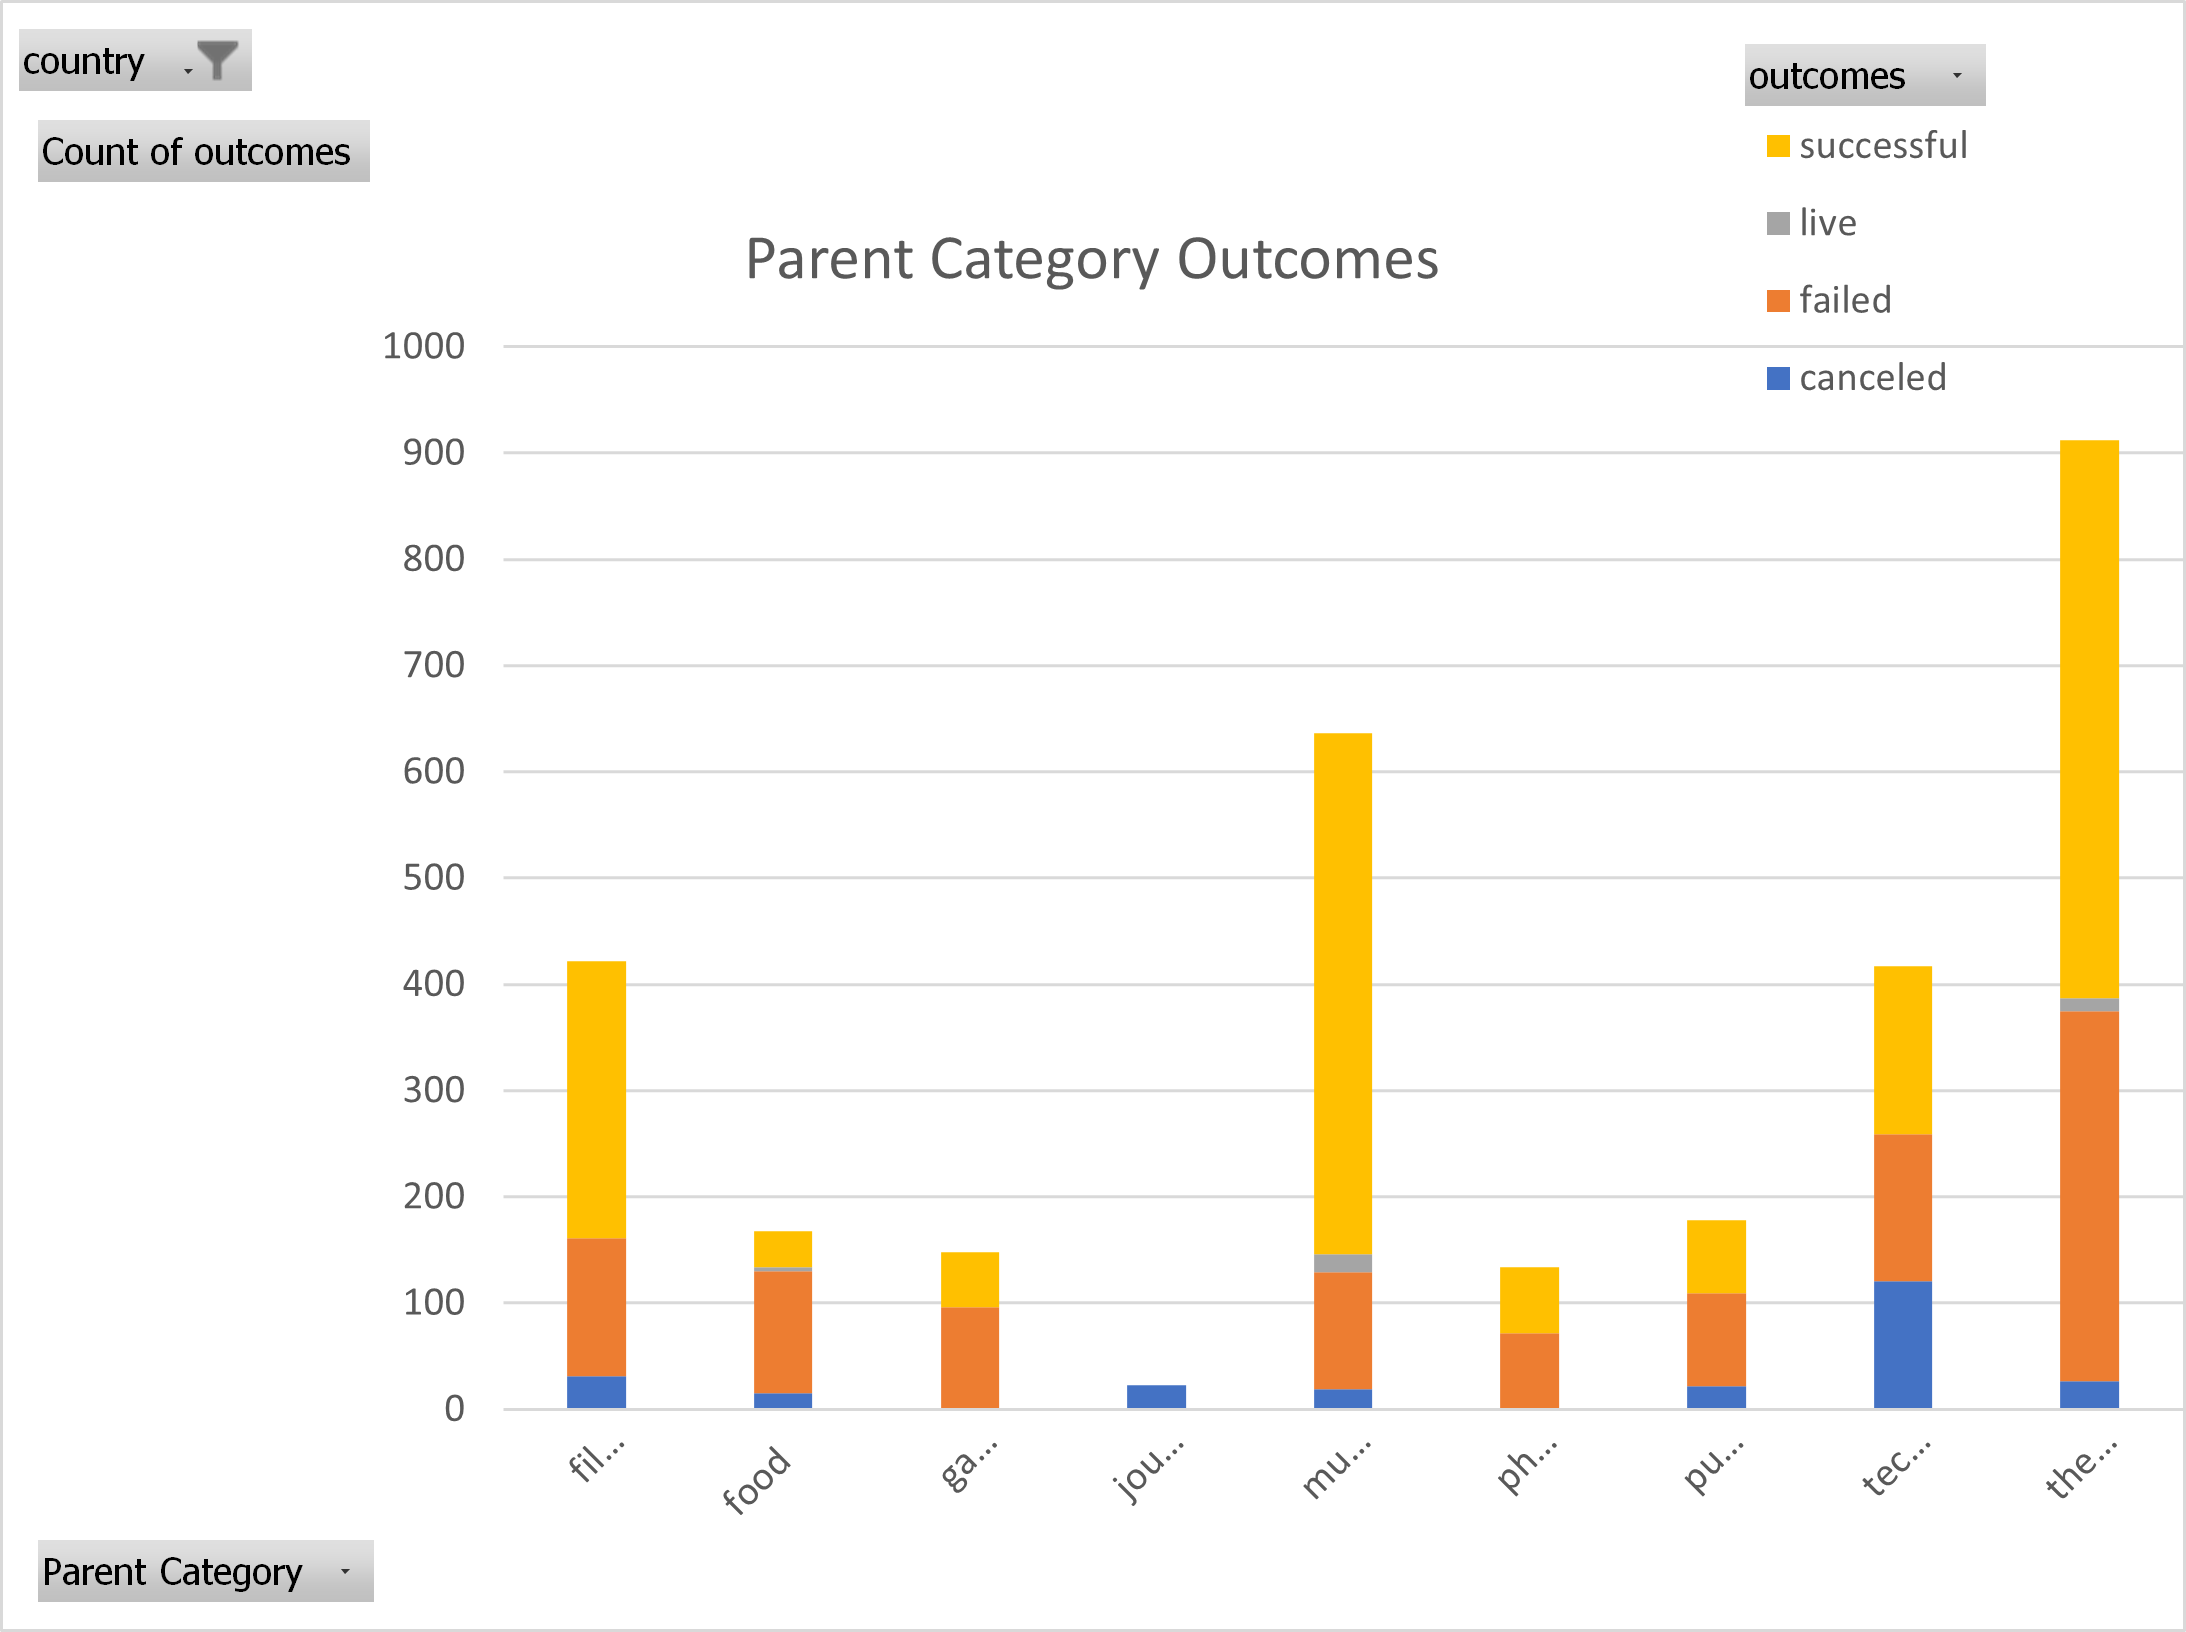 country
Count of outcomes
outcomes
successful
live
failed
canceled
Parent Category Outcomes
1000
900
800
700
600
500
400
300
200
100
0
fil...
food
ga...
jou...
mu...
ph...
pu...
tec...
the...
Parent Category